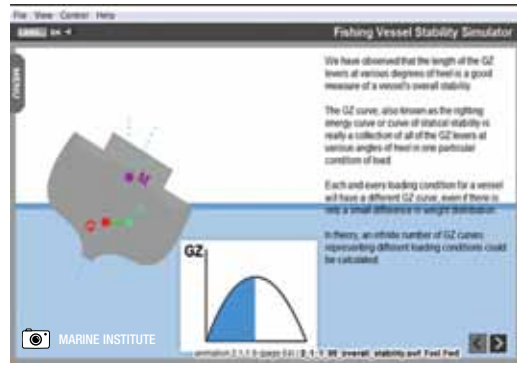 File View Control Help
Fishing Vessel Stability Simulator
MENU
We have observed that the length of the GZ
levers at various degrees of heel is a good
measure of a vessel's overall stability.
The GZ curve, also known as the righting
energy curve or curve of statical stability is
really a collection of all of the GZ levers at
various angles of heel in one particular
condition of load.
Each and every loading condition for a vessel
will have a different GZ curve, even if there is
only a small difference in weight distribution.
In theory, an infinite number of GZ curves
representing different loading conditions could
be calculated.
M
G
GZ
MARINE INSTITUTE